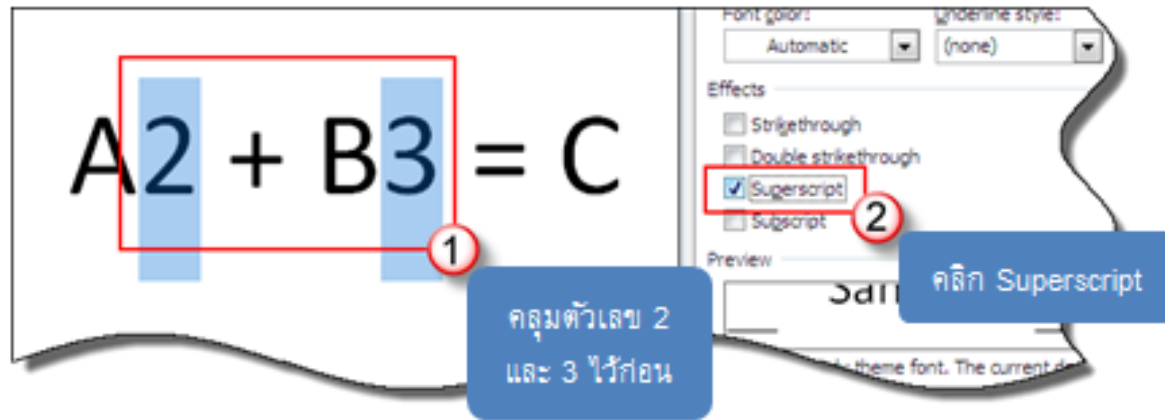 Font color:
Underline style:
Automatic
(none)
Effects
Strikethrough
Double strikethrough
Superscript
Subscript
Preview
A2 + B3 = C
1
2
คลุมตัวเลข 2
และ 3 ไว้ก่อน
คลิก Superscript
theme font. The current